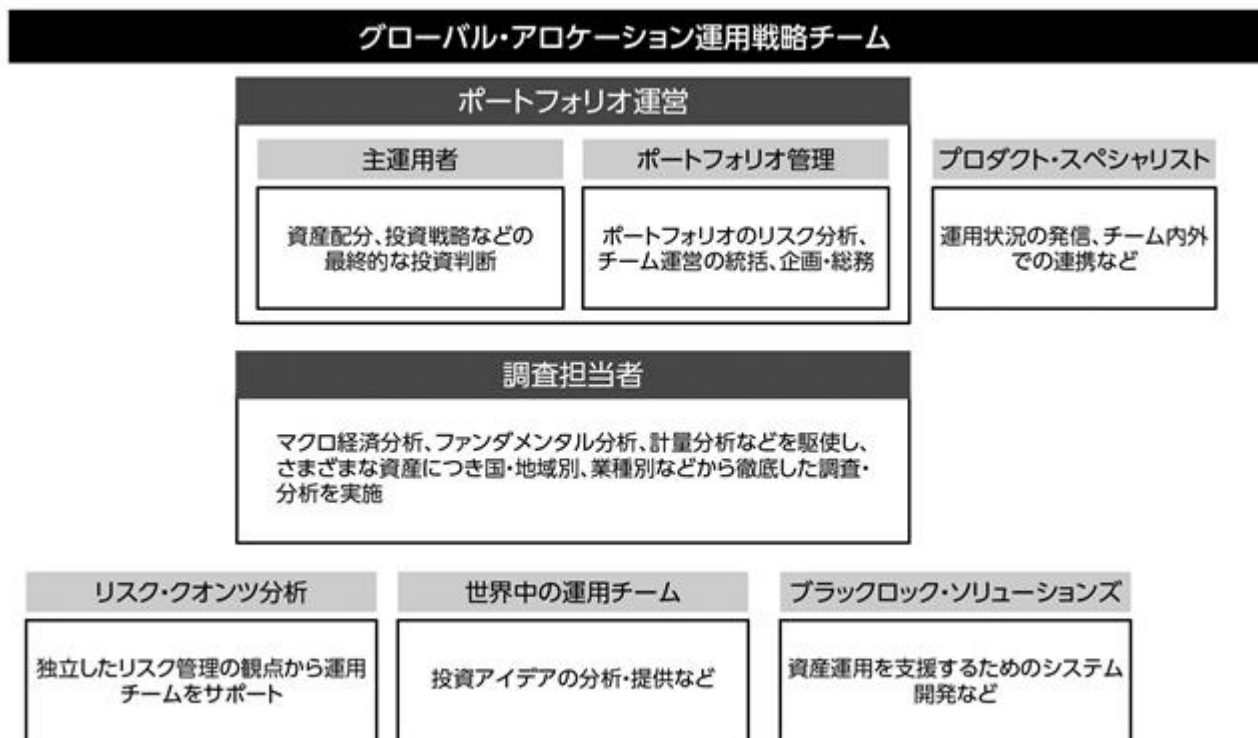 グローバル・アロケーション運用戦略チーム
ポートフォリオ運営
主運用者
資産配分、投資戦略などの
最終的な投資判断
ポートフォリオ管理
ポートフォリオのリスク分析、
チーム運営の統括、企画・総務
プロダクト・スペシャリスト
運用状況の発信、チーム内外
での連携など
調査担当者
マクロ経済分析、ファンダメンタル分析、計量分析などを駆使し、
さまざまな資産につき国・地域別、業種別などから徹底した調査・
分析を実施
リスク・クオンツ分析
独立したリスク管理の観点から運用
チームをサポート
世界中の運用チーム
投資アイデアの分析・提供など
ブラックロック・ソリューションズ
資産運用を支援するためのシステム
開発など